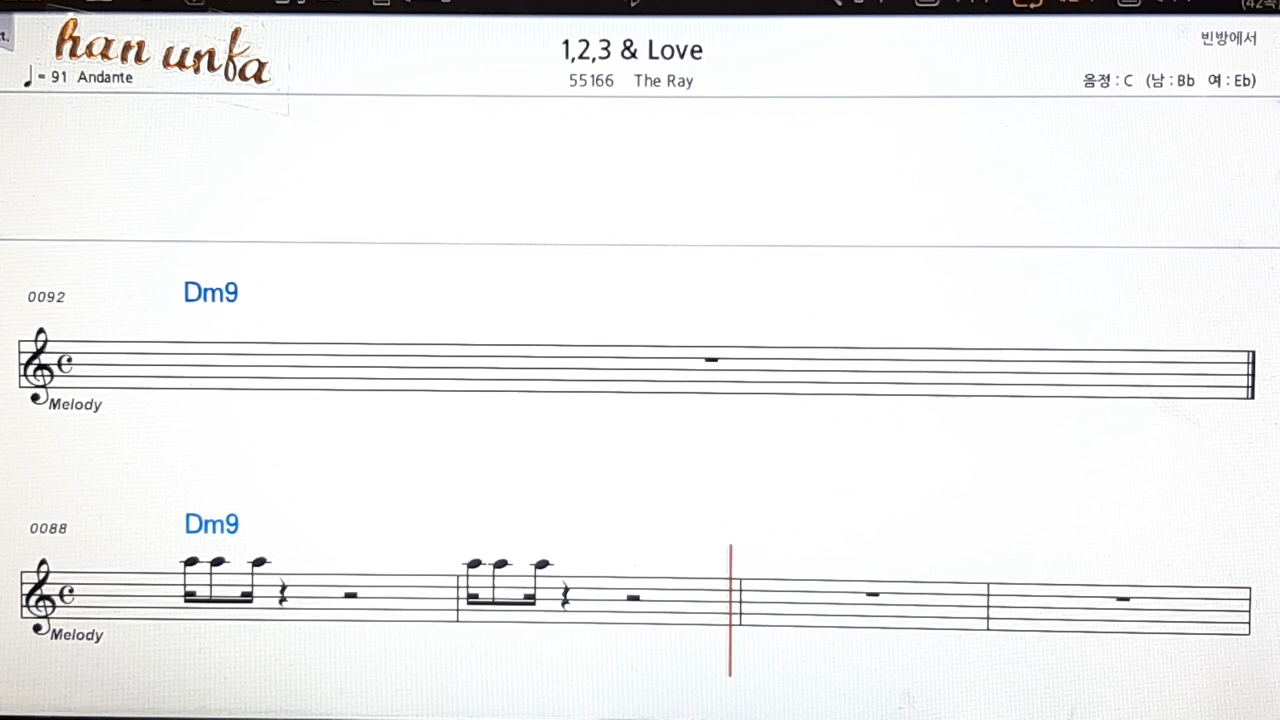 han unfa
♩= 91 Andante
1,2,3 & Love
55166 The Ray
빈방에서
음정 : C (남 : Bb 여 : Eb)
0092
Dm9
Melody
0088
Dm9
Melody